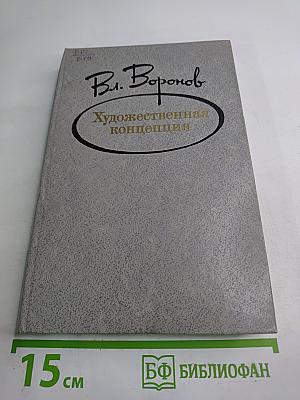 Вл. Воронов
Художественная
концепция
15 см
БФ БИБЛИОФАН